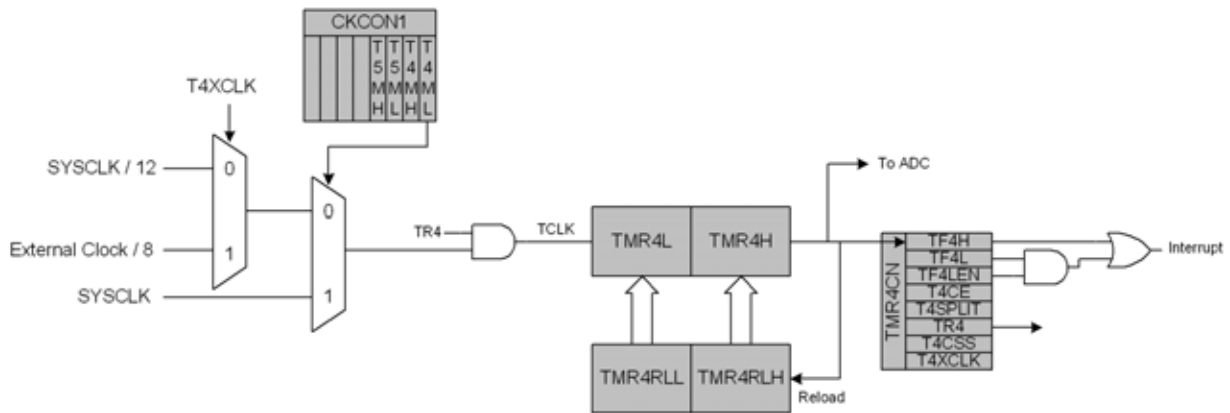 CKCON1
T5MH T5ML T4MH T4ML
T4XCLK
SYSCLK / 12
0
External Clock / 8
1
SYSCLK
0
1
TR4
TCLK
TMR4L
TMR4H
TMR4RLL
TMR4RLH
Reload
To ADC
TMR4CN
TF4H
TF4L
TF4LEN
T4CE
T4SPLIT
TR4
T4CSS
T4XCLK
Interrupt